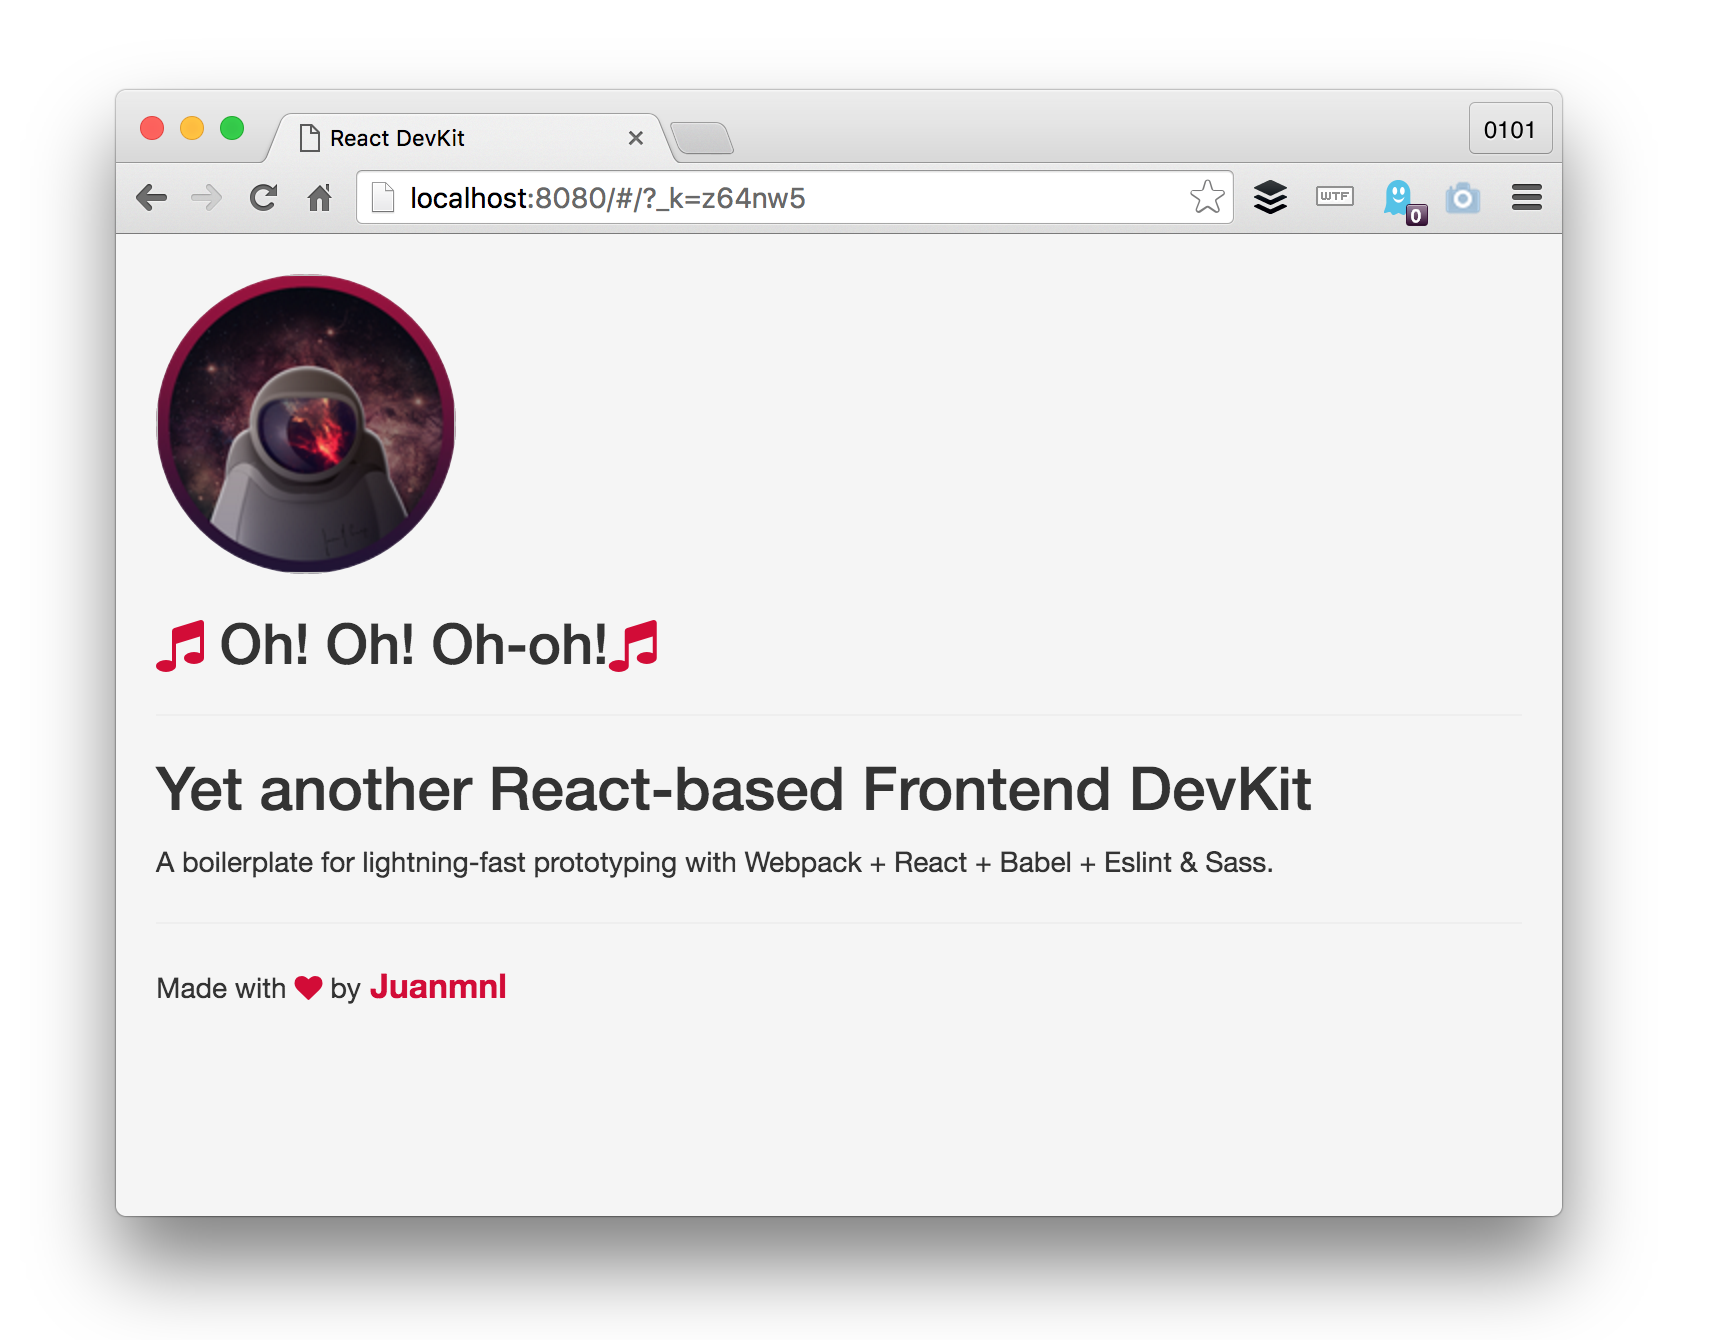 React DevKit
0101
localhost:8080/#/?_k=z64nw5
WTF
0
Oh! Oh! Oh-oh!
Yet another React-based Frontend DevKit
A boilerplate for lightning-fast prototyping with Webpack + React + Babel + Eslint & Sass.
Made with ♥ by Juanmnl